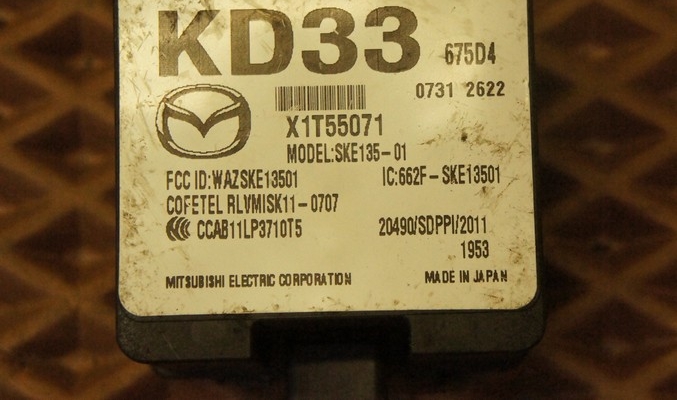 KD33 675D4
0731 2622
X1T55071
MODEL:SKE135-01
FCC ID:WAZSKE13501 IC:662F-SKE13501
COFETEL RLVMISK11-0707
CCAB11LP3710T5 20490/SDPPI/2011
1953
MITSUBISHI ELECTRIC CORPORATION MADE IN JAPAN